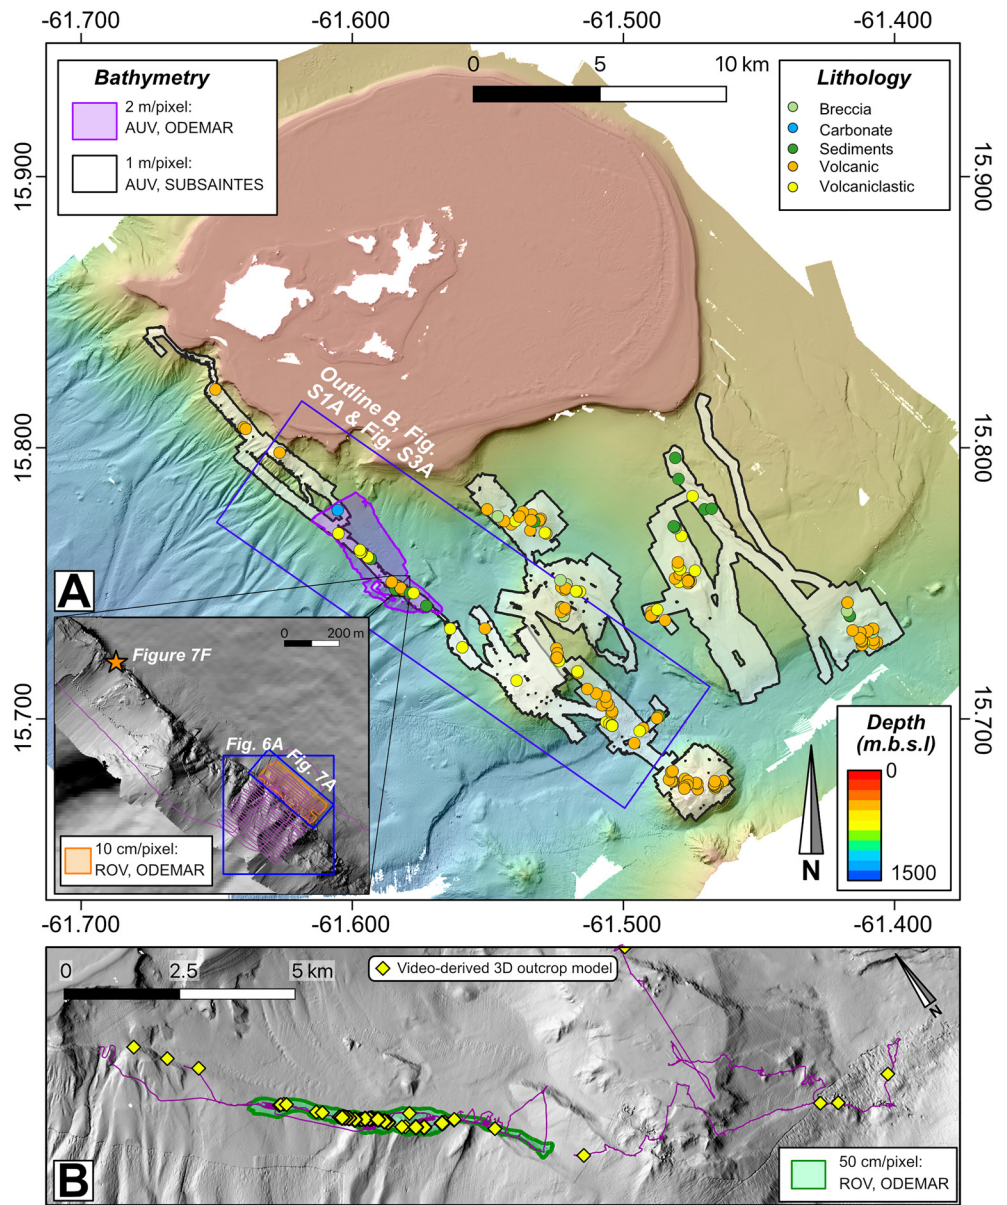 -61.700
-61.600
-61.500
-61.400
Bathymetry
2 m/pixel:
AUV, ODEMAR
1 m/pixel:
AUV, SUBSAINTES
0
5
10 km
Lithology
Breccia
Carbonate
Sediments
Volcanic
Volcaniclastic
15.900
15.900
Outline B, Fig.
S1A & Fig. S3A
15.800
15.800
A
0
200 m
Figure 7F
Fig. 6A
Fig. 7A
10 cm/pixel:
ROV, ODEMAR
15.700
15.700
N
Depth
(m.b.s.l)
0
1500
-61.700
-61.600
-61.500
-61.400
0
2.5
5 km
Video-derived 3D outcrop model
N
B
50 cm/pixel:
ROV, ODEMAR